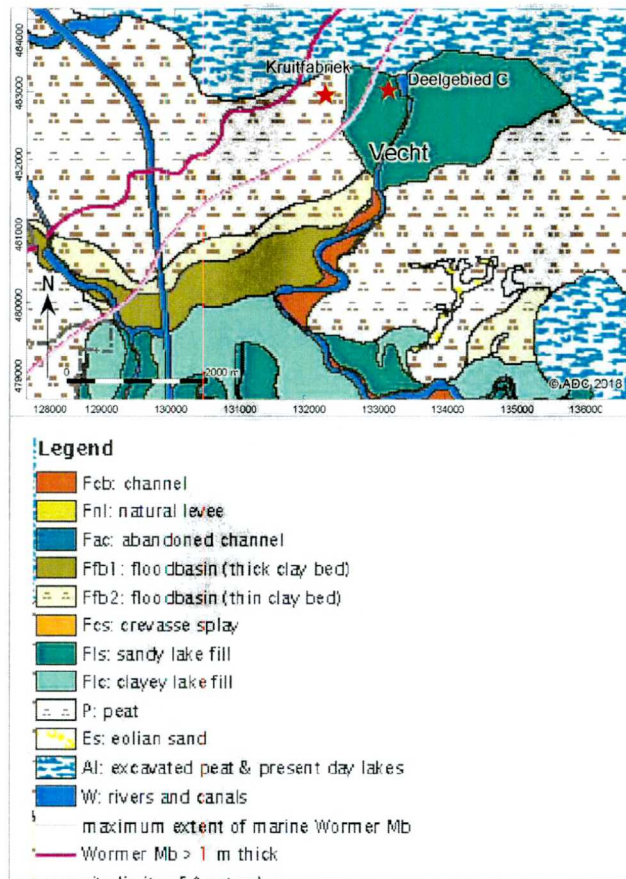 484000
Kruitfabriek
Deelgebied C
483000
Vecht
482000
481000
480000
N
0
2000 m
479000
© ADC 2018
128000 129000 130000 131000 132000 133000 134000 135000 136000
Legend
Fcb: channel
Fnl: natural levee
Fac: abandoned channel
Ffb1: floodbasin (thick clay bed)
Ffb2: floodbasin (thin clay bed)
Fcs: crevasse splay
Fls: sandy lake fill
Flc: clayey lake fill
P: peat
Es: eolian sand
Al: excavated peat & present day lakes
W: rivers and canals
maximum extent of marine Wormer Mb
Wormer Mb > 1 m thick